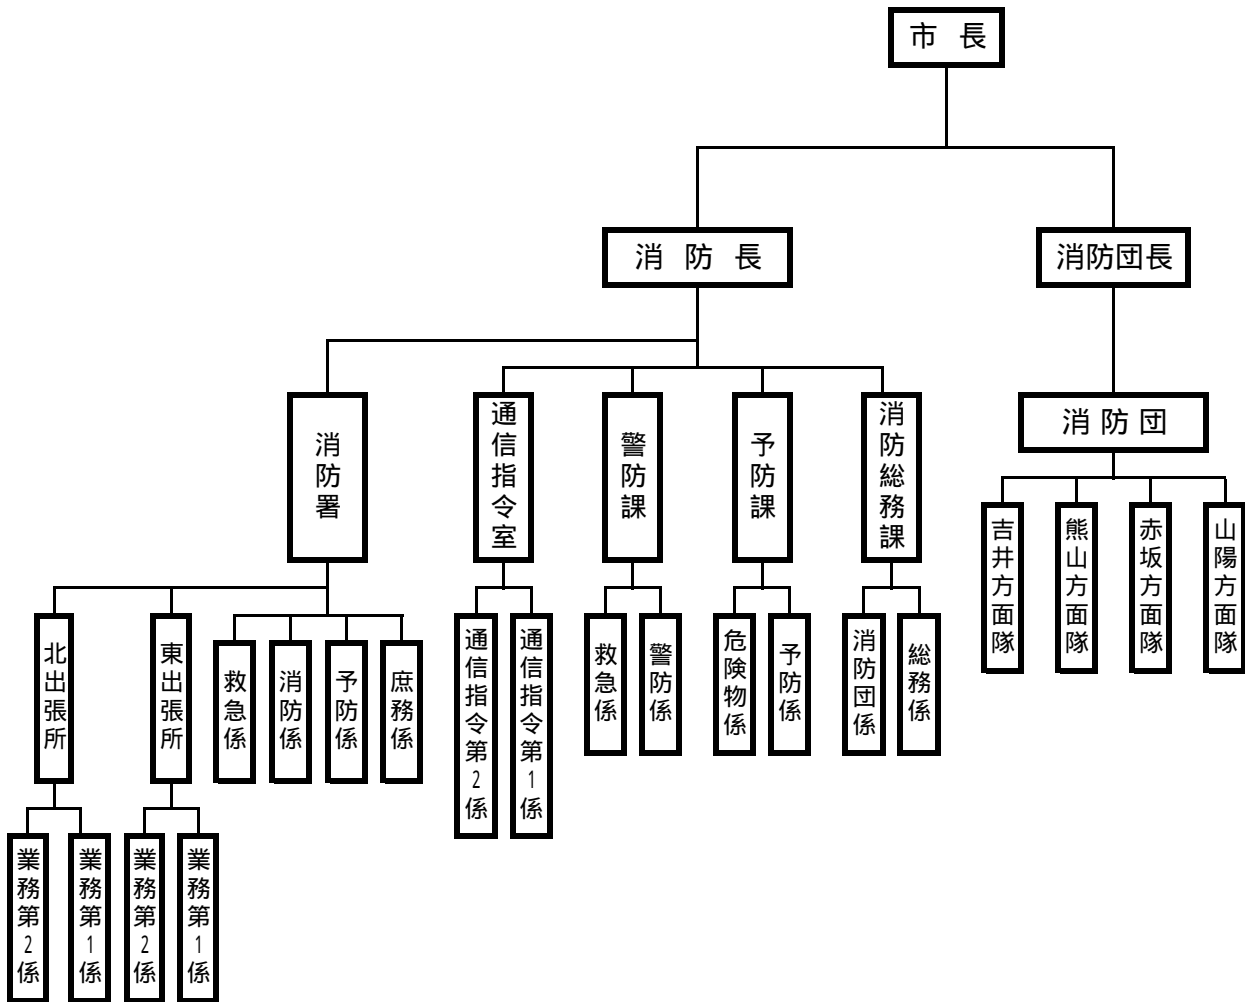 市長
消防長
消防団長
消防署
通信指令室
警防課
予防課
消防総務課
消防団
吉井方面隊
熊山方面隊
赤坂方面隊
山陽方面隊
北出張所
東出張所
救急係
消防係
予防係
庶務係
通信指令第2係
通信指令第1係
救急係
警防係
危険物係
予防係
消防団係
総務係
業務第2係
業務第1係
業務第2係
業務第1係